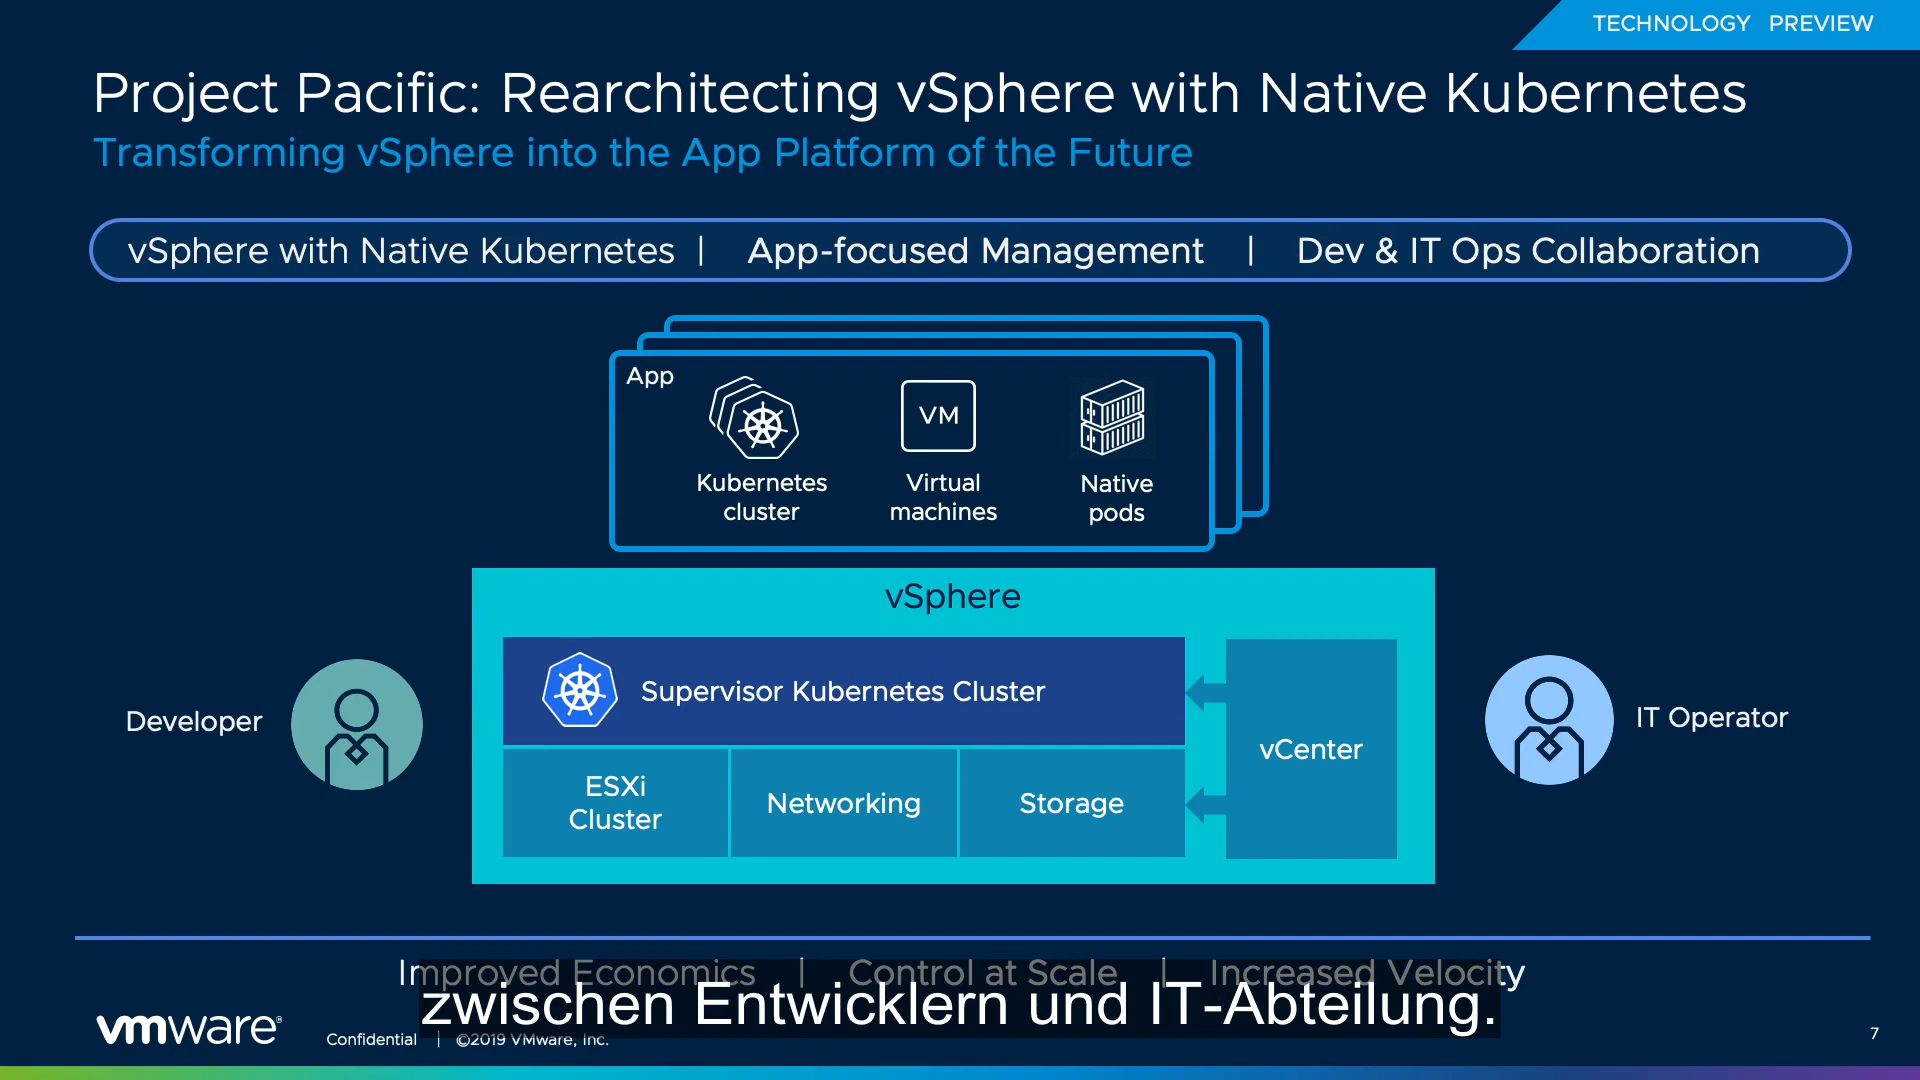 TECHNOLOGY PREVIEW
Project Pacific: Rearchitecting vSphere with Native Kubernetes
Transforming vSphere into the App Platform of the Future
vSphere with Native Kubernetes | App-focused Management | Dev & IT Ops Collaboration
App
Kubernetes
cluster
VM
Virtual
machines
Native
pods
vSphere
Supervisor Kubernetes Cluster
ESXi
Cluster
Networking
Storage
vCenter
Developer
IT Operator
Improved Economics | Control at Scale | Increased Velocity
zwischen Entwicklern und IT-Abteilung.
vmware®
Confidential | ©2019 VMware, Inc.
7